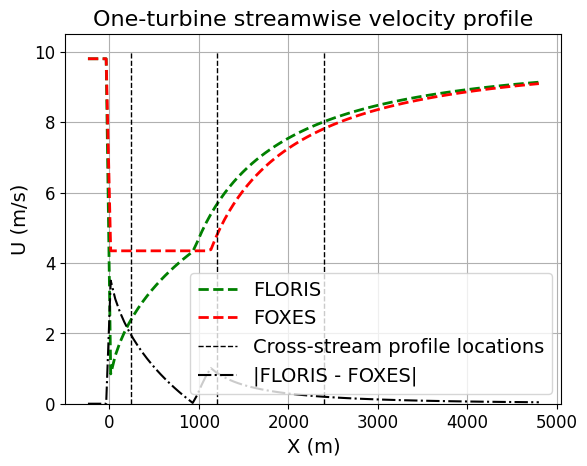 One-turbine streamwise velocity profile
U (m/s)
10
8
6
4
2
0
FLORIS
FOXES
Cross-stream profile locations
|FLORIS - FOXES|
0 1000 2000 3000 4000 5000
X (m)